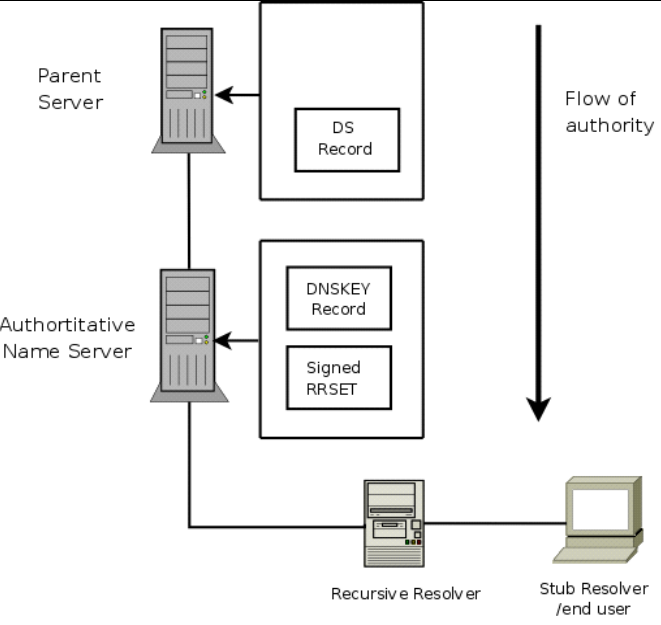 Parent
Server
DS
Record
Flow of
authority
Authortitative
Name Server
DNSKEY
Record
Signed
RRSET
Recursive Resolver
Stub Resolver
/end user